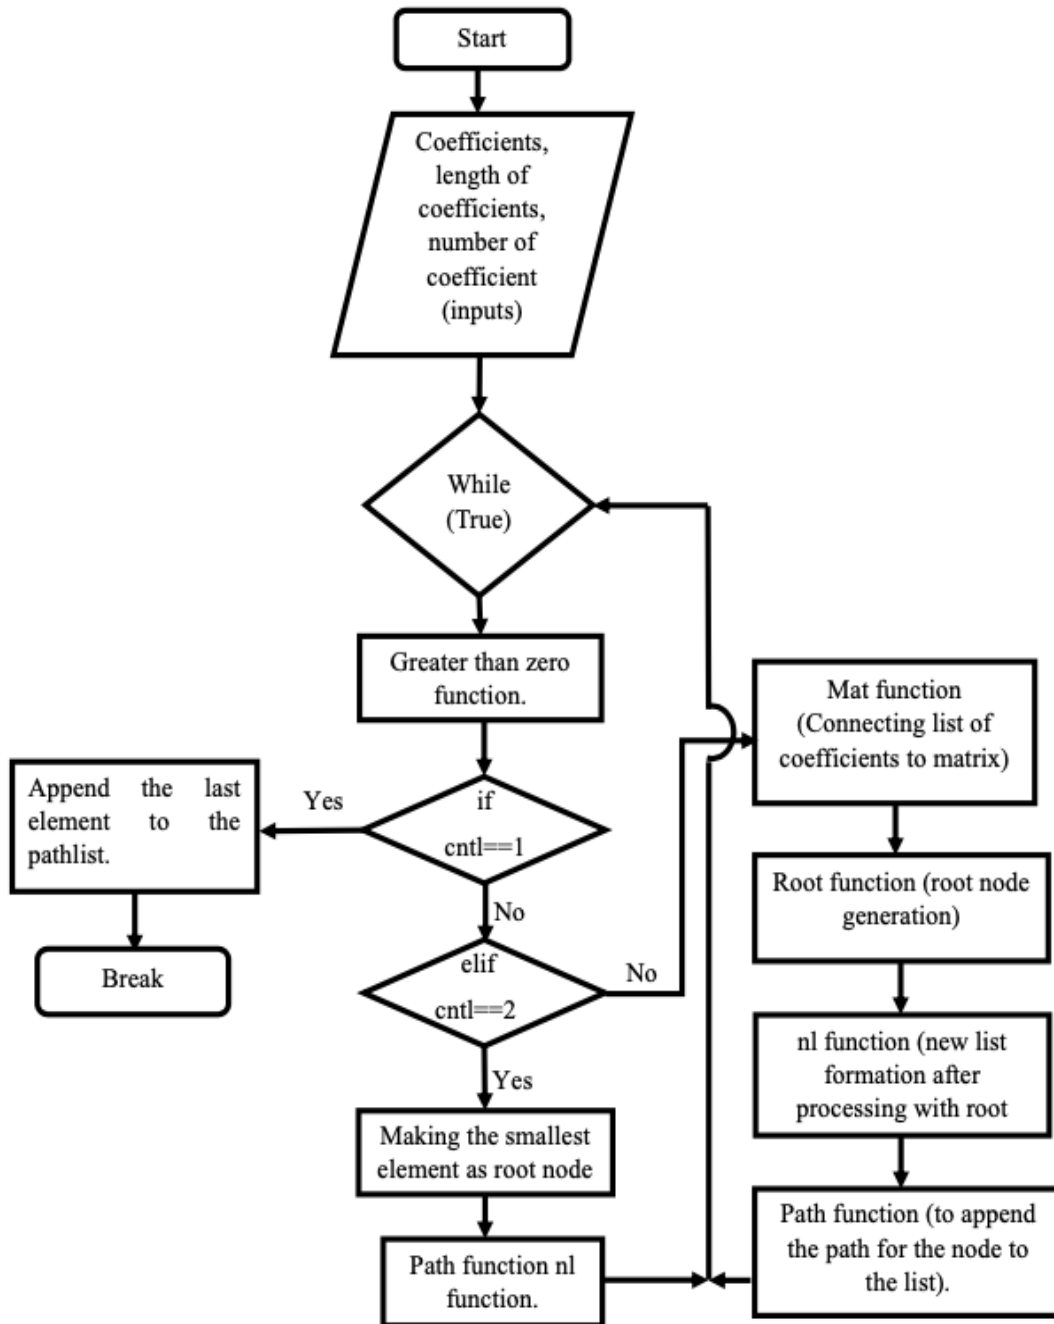 Start
Coefficients,
length of
coefficients,
number of
coefficient
(inputs)
While
(True)
Greater than zero
function.
if
cntl==1
Yes
Append the last
element to the
pathlist.
Break
No
elif
cntl==2
No
Yes
Making the smallest
element as root node
Path function nl
function.
Mat function
(Connecting list of
coefficients to matrix)
Root function (root node
generation)
nl function (new list
formation after
processing with root
Path function (to append
the path for the node to
the list).